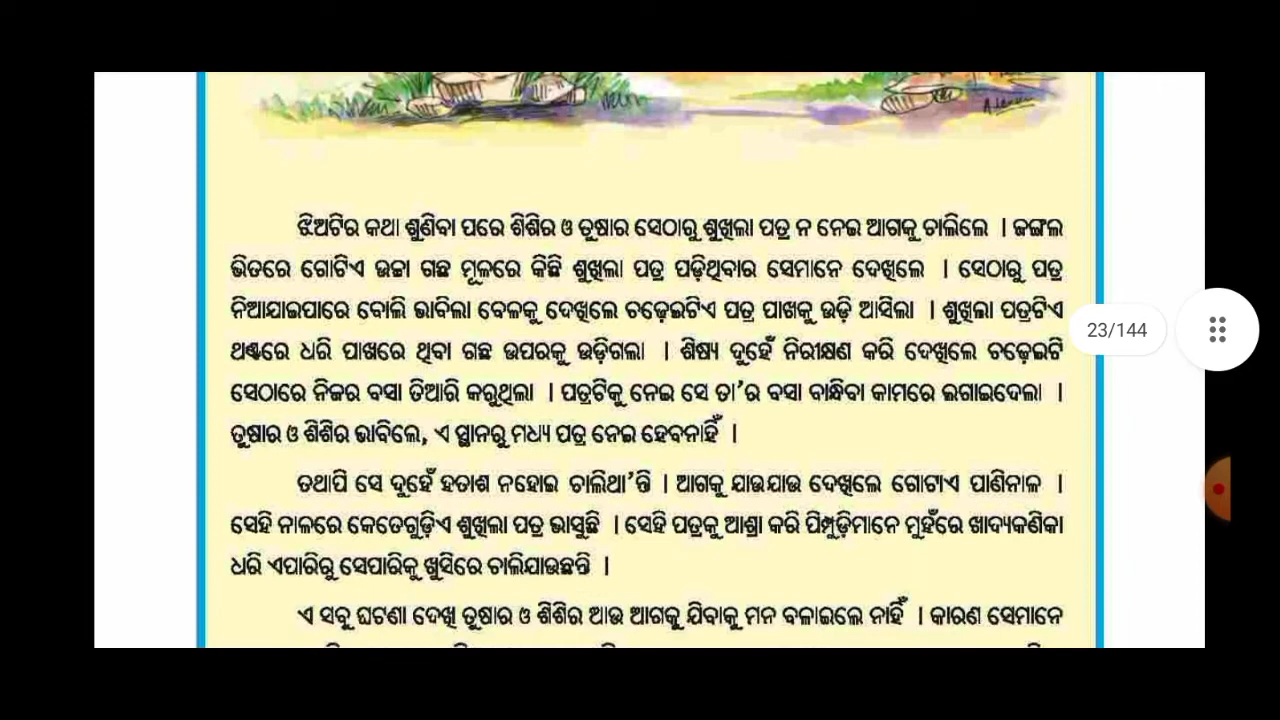 ଝିଅଟିର କଥା ଶୁଣିବା ପରେ ଶିଶିର ଓ ତୁଷାର ସେଠାରୁ ଶୁଖିଲା ପତ୍ର ନ ନେଇ ଆଗକୁ ଚାଲିଲେ । ଜଙ୍ଗଲ
ଭିତରେ ଗୋଟିଏ ଉଚ୍ଚା ଗଛ ମୂଳରେ କିଛି ଶୁଖିଲା ପତ୍ର ପଡ଼ିଥିବାର ସେମାନେ ଦେଖିଲେ । ସେଠାରୁ ପତ୍ର
ନିଆଯାଇପାରେ ବୋଲି ଭାବିଲା ବେଳକୁ ଦେଖିଲେ ଚଢ଼େଇଟିଏ ପତ୍ର ପାଖକୁ ଉଡ଼ି ଆସିଲା । ଶୁଖିଲା ପତ୍ରଟିଏ
23/144
ଥଣ୍ଟରେ ଧରି ପାଖରେ ଥିବା ଗଛ ଉପରକୁ ଉଡ଼ିଗଲା । ଶିଷ୍ୟ ଦୁହେଁ ନିରୀକ୍ଷଣ କରି ଦେଖିଲେ ଚଢ଼େଇଟି
ସେଠାରେ ନିଜର ବସା ତିଆରି କରୁଥିଲା । ପତ୍ରଟିକୁ ନେଇ ସେ ତା'ର ବସା ବାନ୍ଧିବା କାମରେ ଲଗାଇଦେଲା ।
ତୁଷାର ଓ ଶିଶିର ଭାବିଲେ, ଏ ସ୍ଥାନରୁ ମଧ୍ୟ ପତ୍ର ନେଇ ହେବନାହିଁ ।
ତଥାପି ସେ ଦୁହେଁ ହତାଶ ନହୋଇ ଚାଲିଥା'ନ୍ତି । ଆଗକୁ ଯାଉଯାଉ ଦେଖିଲେ ଗୋଟାଏ ପାଣିନାଳ ।
ସେହି ନାଳରେ କେତେଗୁଡ଼ିଏ ଶୁଖିଲା ପତ୍ର ଭାସୁଛି । ସେହି ପତ୍ରକୁ ଆଶ୍ରା କରି ପିମ୍ପୁଡ଼ିମାନେ ମୁହଁରେ ଖାଦ୍ୟକଣିକା
ଧରି ଏପାରିରୁ ସେପାରିକୁ ଖୁସିରେ ଚାଲିଯାଉଛନ୍ତି ।
ଏ ସବୁ ଘଟଣା ଦେଖି ତୁଷାର ଓ ଶିଶିର ଆଉ ଆଗକୁ ଯିବାକୁ ମନ ବଳାଇଲେ ନାହିଁ । କାରଣ ସେମାନେ